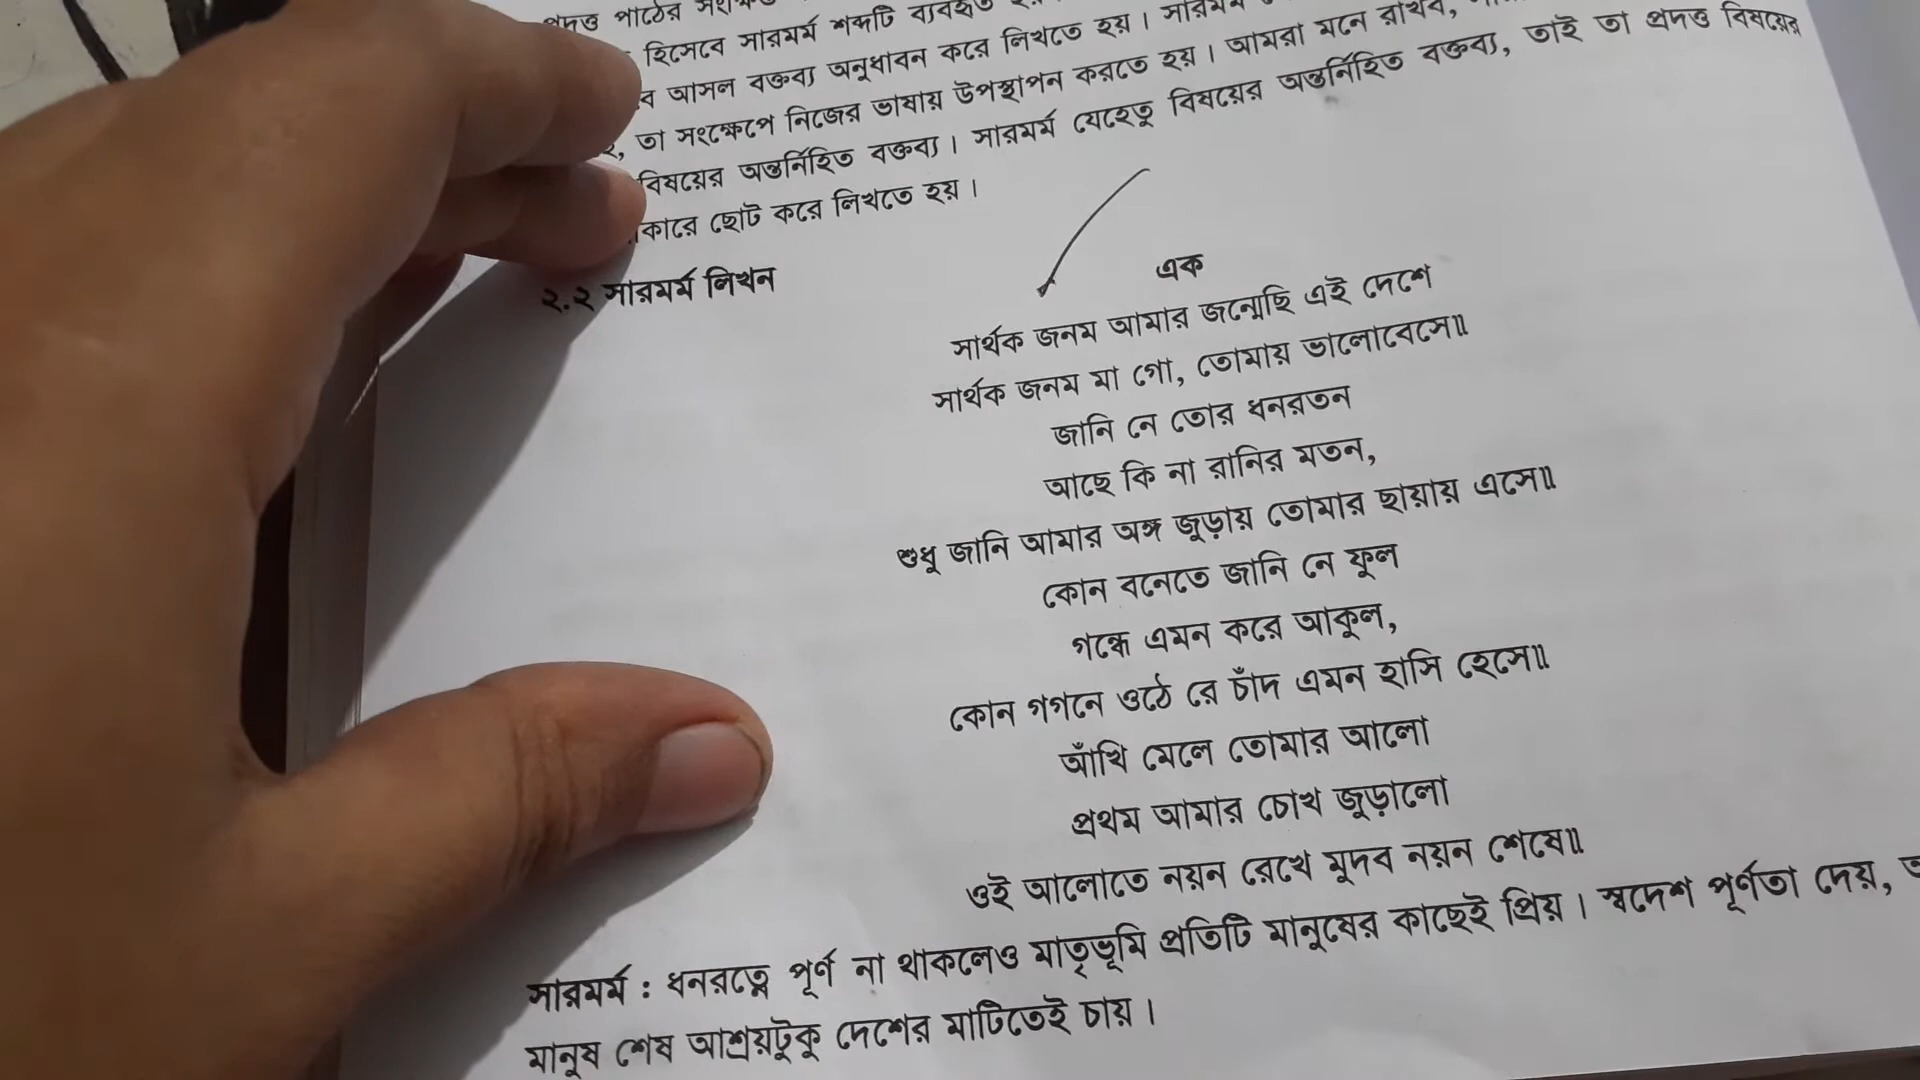 প্রদত্ত পাঠের
হিসেবে সারমর্ম শব্দটি ব্যবহৃত
আসল বক্তব্য অনুধাবন করে লিখতে হয়। সারমর্ম
তা সংক্ষেপে নিজের ভাষায় উপস্থাপন করতে হয়। আমরা মনে রাখব,
বিষয়ের অন্তর্নিহিত বক্তব্য। সারমর্ম যেহেতু বিষয়ের অন্তর্নিহিত বক্তব্য, তাই তা প্রদত্ত বিষয়ের
ছোট করে লিখতে হয়।
২.২ সারমর্ম লিখন
এক
সার্থক জনম আমার জন্মেছি এই দেশে
সার্থক জনম মা গো, তোমায় ভালোবেসে॥
জানি নে তোর ধনরতন
আছে কি না রানির মতন,
শুধু জানি আমার অঙ্গ জুড়ায় তোমার ছায়ায় এসে॥
কোন বনেতে জানি নে ফুল
গন্ধে এমন করে আকুল,
কোন গগনে ওঠে রে চাঁদ এমন হাসি হেসে॥
আঁখি মেলে তোমার আলো
প্রথম আমার চোখ জুড়ালো
ওই আলোতে নয়ন রেখে মুদব নয়ন শেষে॥
সারমর্ম : ধনরত্নে পূর্ণ না থাকলেও মাতৃভূমি প্রতিটি মানুষের কাছেই প্রিয়। স্বদেশ পূর্ণতা দেয়,
মানুষ শেষ আশ্রয়টুকু দেশের মাটিতেই চায়।